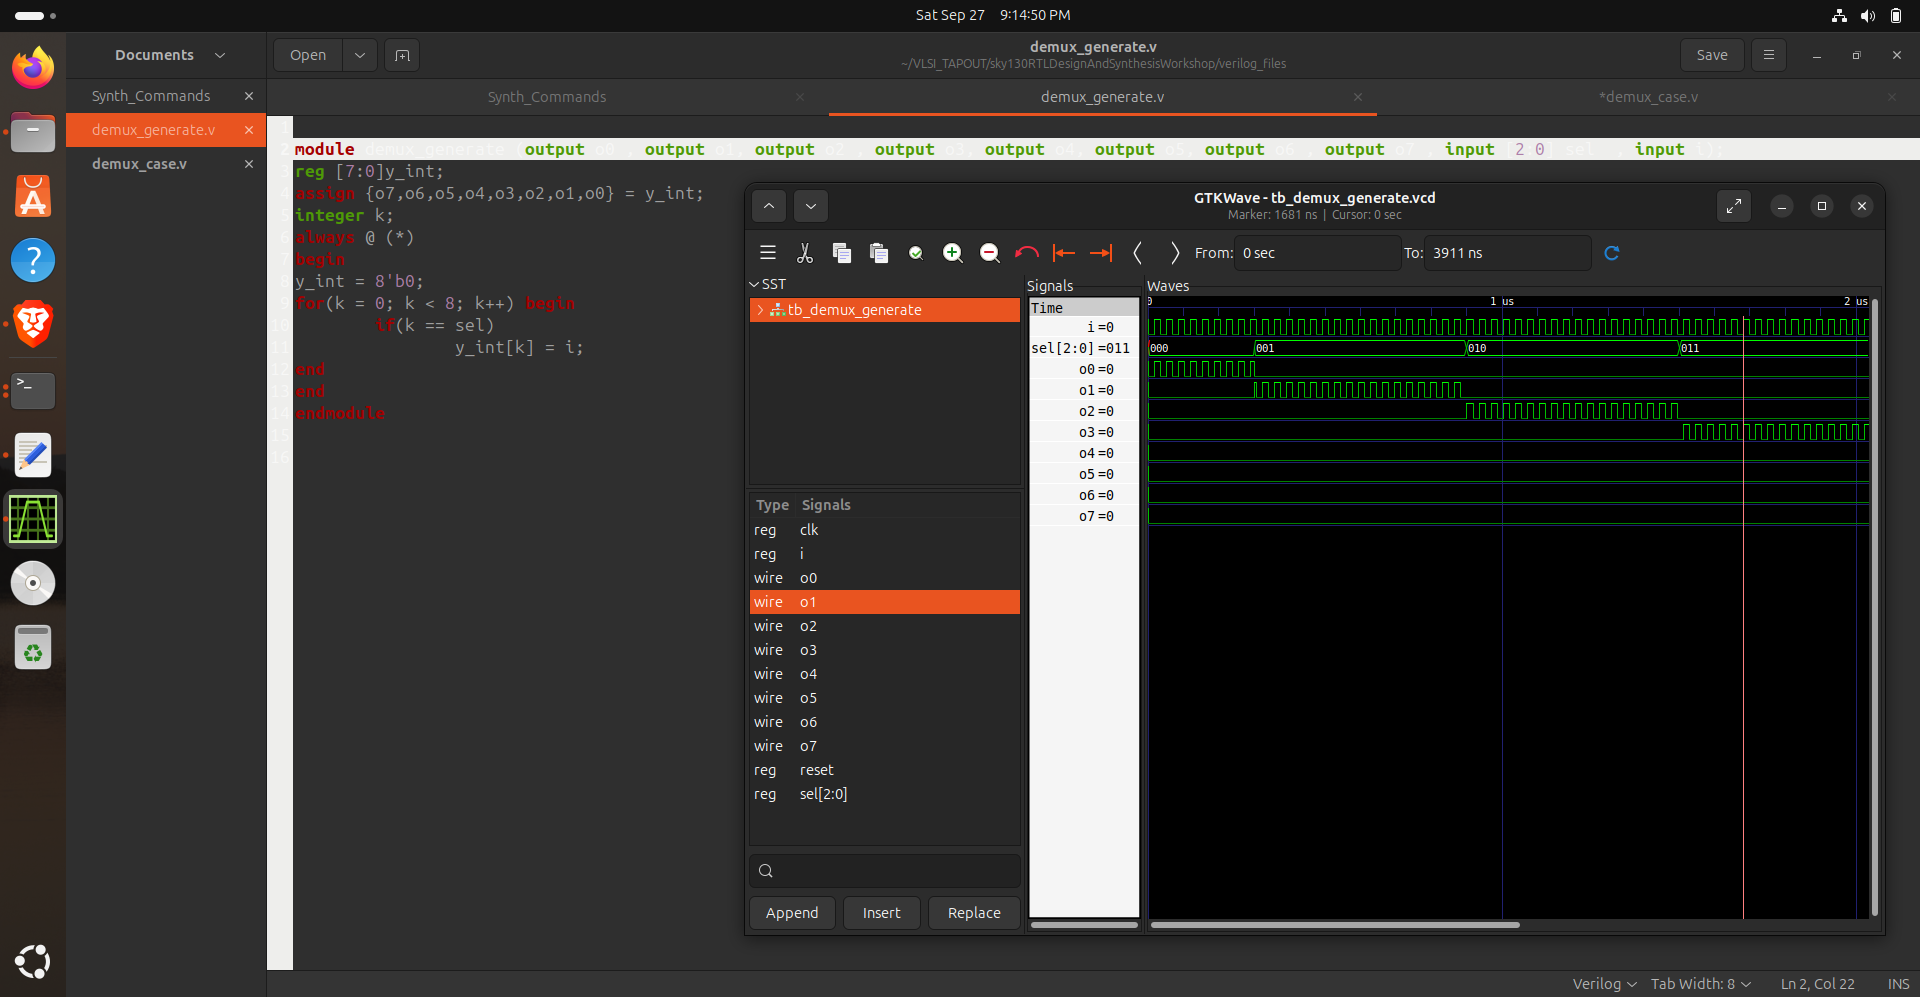 Sat Sep 27 9:14:50 PM
Documents
Open
demux_generate.v
~/VLSI_TAPOUT/sky130RTLDesignAndSynthesisWorkshop/verilog_files
Save
Synth_Commands
demux_generate.v
demux_case.v
Synth_Commands
demux_generate.v
*demux_case.v
1
2 module demux_generate (output o0 , output o1, output o2 , output o3, output o4, output o5, output o6 , output o7 , input [2:0] sel , input i);
3 reg [7:0]y_int;
4 assign {o7,o6,o5,o4,o3,o2,o1,o0} = y_int;
5 integer k;
6 always @ (*)
7 begin
8 y_int = 8'b0;
9 for(k = 0; k < 8; k++) begin
10 if(k == sel)
11 y_int[k] = i;
12 end
13 end
14 endmodule
15
16
GTKWave - tb_demux_generate.vcd
Marker: 1681 ns | Cursor: 0 sec
From: 0 sec To: 3911 ns
SST
tb_demux_generate
Type Signals
reg clk
reg i
wire o0
wire o1
wire o2
wire o3
wire o4
wire o5
wire o6
wire o7
reg reset
reg sel[2:0]
Append Insert Replace
Signals
Time
i =0
sel[2:0] =011
o0 =0
o1 =0
o2 =0
o3 =0
o4 =0
o5 =0
o6 =0
o7 =0
Waves
0 1 us 2 us
000 001 010 011
Verilog Tab Width: 8 Ln 2, Col 22 INS